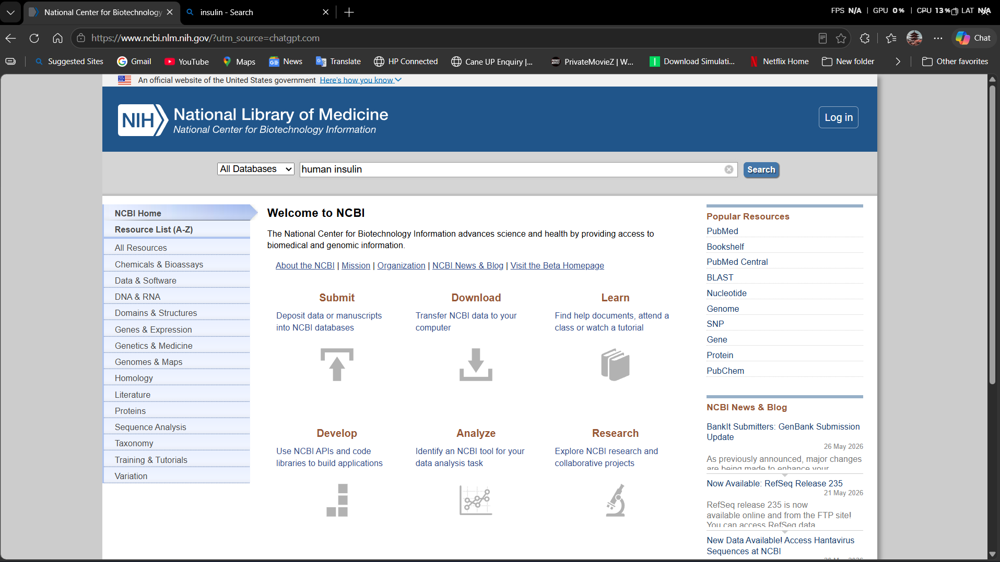 National Center for Biotechnology
insulin - Search
FPS N/A | GPU 0% | CPU 13% LAT N/A
https://www.ncbi.nlm.nih.gov/?utm_source=chatgpt.com
Chat
Suggested Sites
Gmail
YouTube
Maps
News
Translate
HP Connected
Cane UP Enquiry |...
PrivateMovieZ | W...
Download Simulati...
Netflix Home
New folder
Other favorites
An official website of the United States government Here's how you know
NIH
National Library of Medicine
National Center for Biotechnology Information
Log in
All Databases
human insulin
Search
NCBI Home
Resource List (A-Z)
All Resources
Chemicals & Bioassays
Data & Software
DNA & RNA
Domains & Structures
Genes & Expression
Genetics & Medicine
Genomes & Maps
Homology
Literature
Proteins
Sequence Analysis
Taxonomy
Training & Tutorials
Variation
Welcome to NCBI
The National Center for Biotechnology Information advances science and health by providing access to
biomedical and genomic information.
About the NCBI | Mission | Organization | NCBI News & Blog | Visit the Beta Homepage
Submit
Deposit data or manuscripts
into NCBI databases
Download
Transfer NCBI data to your
computer
Learn
Find help documents, attend a
class or watch a tutorial
Develop
Use NCBI APIs and code
libraries to build applications
Analyze
Identify an NCBI tool for your
data analysis task
Research
Explore NCBI research and
collaborative projects
Popular Resources
PubMed
Bookshelf
PubMed Central
BLAST
Nucleotide
Genome
SNP
Gene
Protein
PubChem
NCBI News & Blog
BankIt Submitters: GenBank Submission
Update
26 May 2026
As previously announced, major changes
are being made to enhance your
Now Available: RefSeq Release 235
21 May 2026
RefSeq release 235 is now
available online and from the FTP site!
You can access RefSeq data
New Data Available! Access Hantavirus
Sequences at NCBI